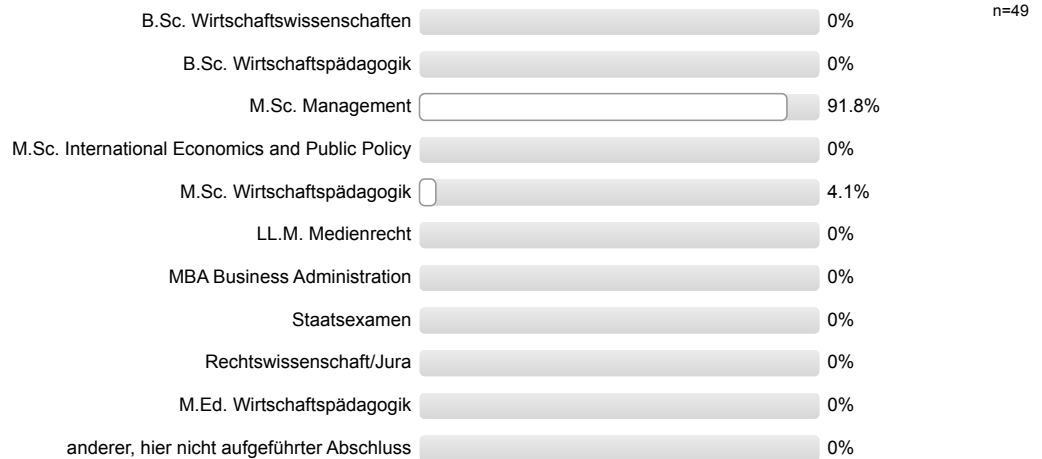 B.Sc. Wirtschaftswissenschaften 0% n=49
B.Sc. Wirtschaftspädagogik 0%
M.Sc. Management 91.8%
M.Sc. International Economics and Public Policy 0%
M.Sc. Wirtschaftspädagogik 4.1%
LL.M. Medienrecht 0%
MBA Business Administration 0%
Staatsexamen 0%
Rechtswissenschaft/Jura 0%
M.Ed. Wirtschaftspädagogik 0%
anderer, hier nicht aufgeführter Abschluss 0%